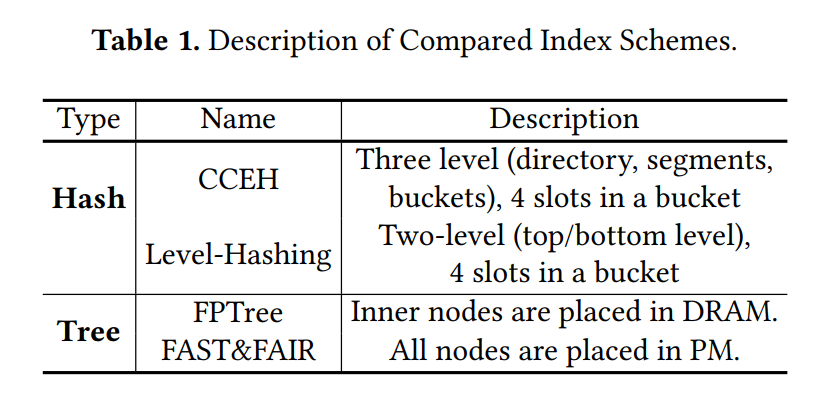 Table 1. Description of Compared Index Schemes.
Type Name Description
Hash CCEH Three level (directory, segments,
buckets), 4 slots in a bucket
Level-Hashing Two-level (top/bottom level),
4 slots in a bucket
Tree FPTree Inner nodes are placed in DRAM.
FAST&FAIR All nodes are placed in PM.